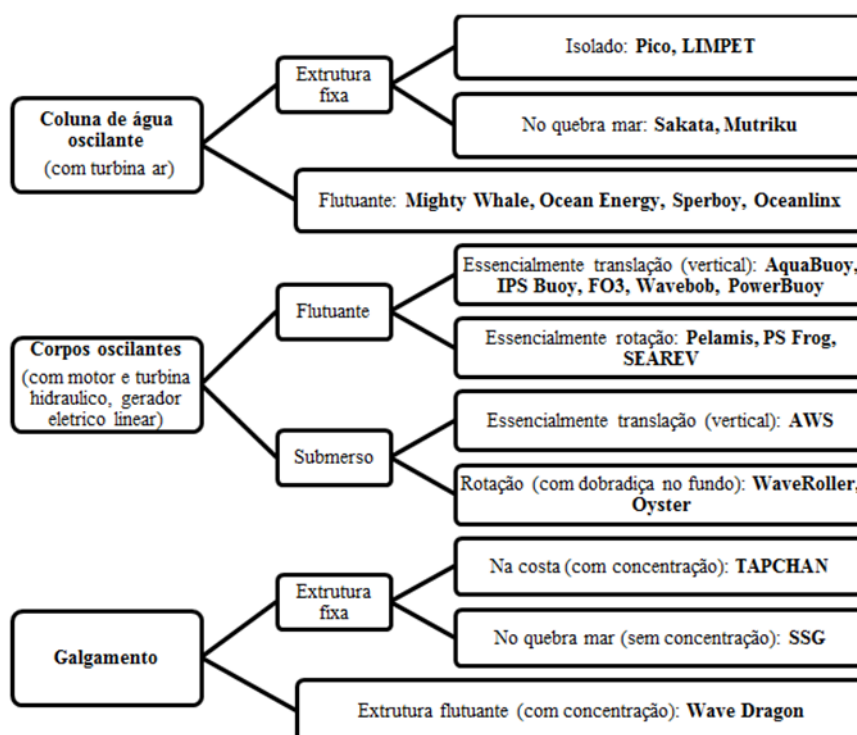 Isolado: Pico, LIMPET
Extrutura
fixa
Coluna de água
oscilante
(com turbina ar)
No quebra mar: Sakata, Mutriku
Flutuante: Mighty Whale, Ocean Energy, Sperboy, Oceanlinx
Essencialmente translação (vertical): AquaBuoy,
IPS Buoy, FO3, Wavebob, PowerBuoy
Flutuante
Essencialmente rotação: Pelamis, PS Frog,
SEAREV
Corpos oscilantes
(com motor e turbina
hidraulico, gerador
eletrico linear)
Essencialmente translação (vertical): AWS
Submerso
Rotação (com dobradiça no fundo): WaveRoller,
Oyster
Na costa (com concentração): TAPCHAN
Extrutura
fixa
No quebra mar (sem concentração): SSG
Galgamento
Extrutura flutuante (com concentração): Wave Dragon